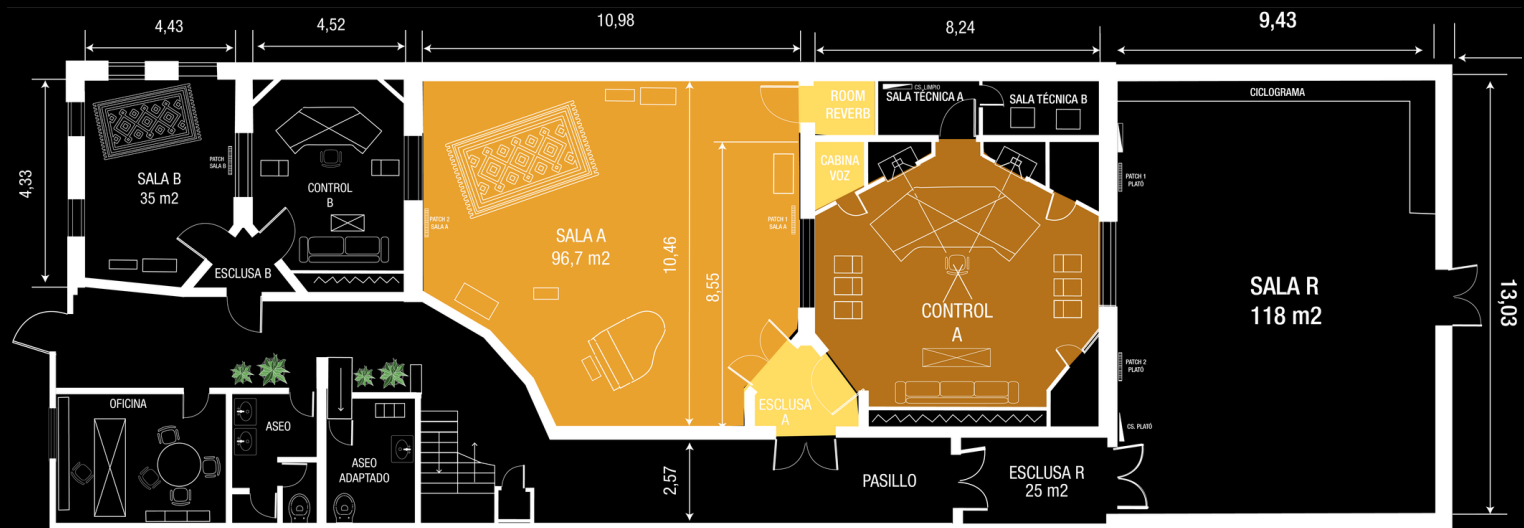 4,43
4,52
10,98
8,24
9,43
4,33
SALA B
35 m2
PATCH
SALA B
CONTROL
B
ESCLUSA B
PATCH 2
SALA A
SALA A
96,7 m2
10,46
8,55
PATCH 1
SALA A
ROOM
REVERB
CABINA
VOZ
CS. LIMPIO
SALA TÉCNICA A
SALA TÉCNICA B
CONTROL
A
ESCLUSA
A
CICLOGRAMA
PATCH 1
PLATÓ
SALA R
118 m2
13,03
PATCH 2
PLATÓ
CS. PLATÓ
OFICINA
ASEO
ASEO
ADAPTADO
2,57
PASILLO
ESCLUSA R
25 m2